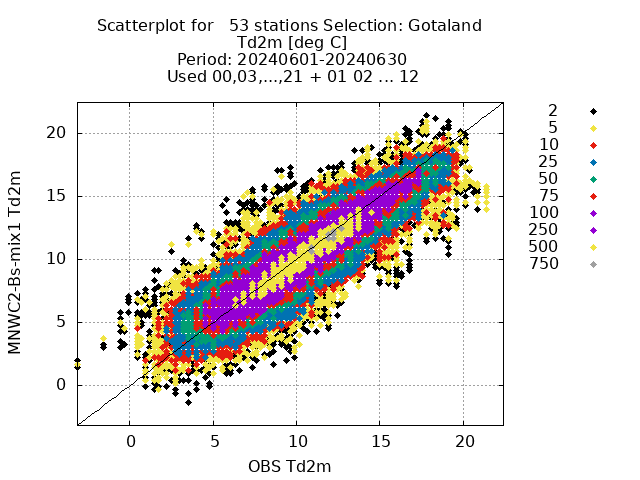 Scatterplot for   53 stations Selection: Gotaland
Td2m [deg C]
Period: 20240601-20240630
Used 00,03,...,21 + 01 02 ... 12
2
5
10
25
50
75
100
250
500
750
20
15
10
5
0
MNWC2-Bs-mix1 Td2m
0 5 10 15 20
OBS Td2m